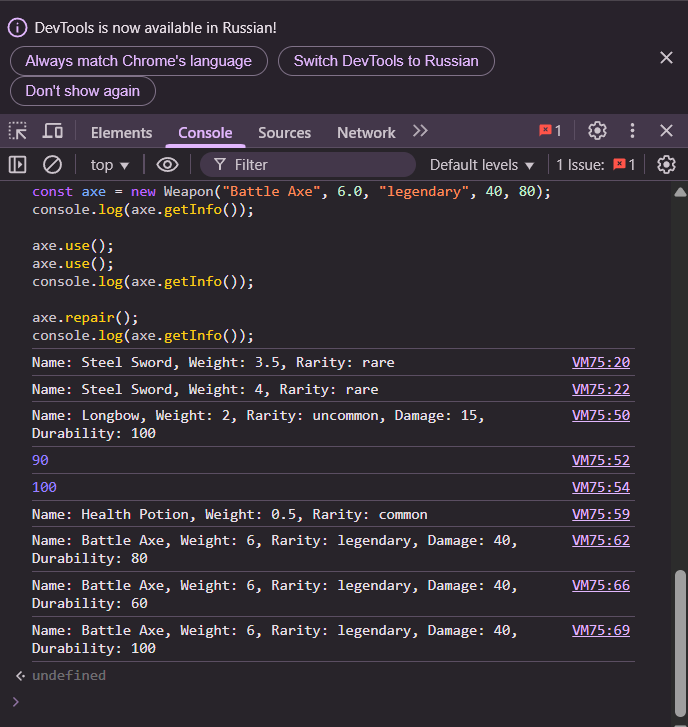 DevTools is now available in Russian!
Always match Chrome's language
Switch DevTools to Russian
Don't show again
Elements Console Sources Network 1
top Filter Default levels 1 Issue: 1
const axe = new Weapon("Battle Axe", 6.0, "legendary", 40, 80);
console.log(axe.getInfo());
axe.use();
axe.use();
console.log(axe.getInfo());
axe.repair();
console.log(axe.getInfo());
Name: Steel Sword, Weight: 3.5, Rarity: rare VM75:20
Name: Steel Sword, Weight: 4, Rarity: rare VM75:22
Name: Longbow, Weight: 2, Rarity: uncommon, Damage: 15, VM75:50
Durability: 100
90 VM75:52
100 VM75:54
Name: Health Potion, Weight: 0.5, Rarity: common VM75:59
Name: Battle Axe, Weight: 6, Rarity: legendary, Damage: 40, VM75:62
Durability: 80
Name: Battle Axe, Weight: 6, Rarity: legendary, Damage: 40, VM75:66
Durability: 60
Name: Battle Axe, Weight: 6, Rarity: legendary, Damage: 40, VM75:69
Durability: 100
undefined